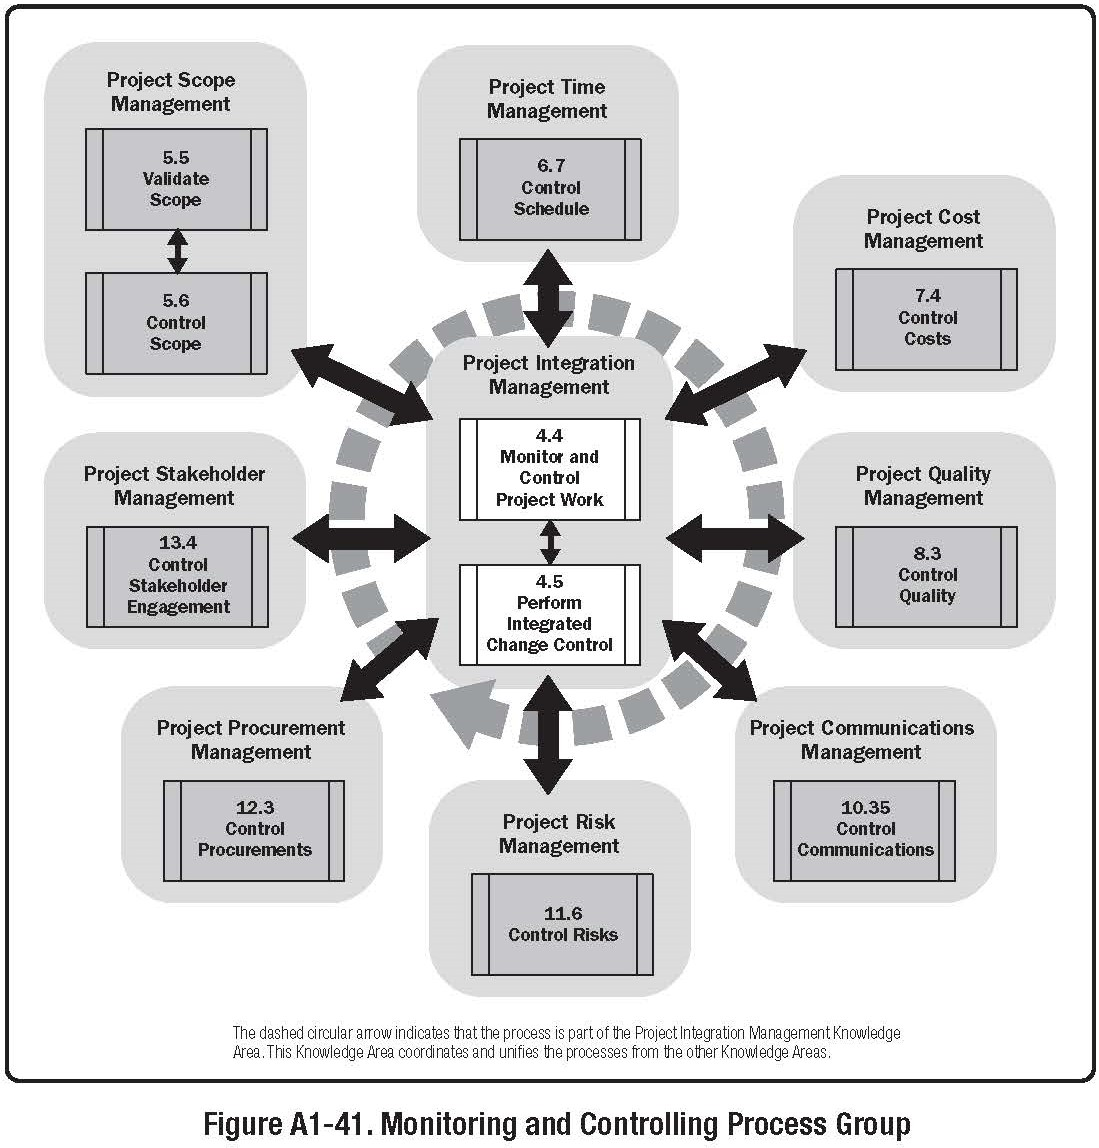 Project Scope
Management
5.5
Validate
Scope
5.6
Control
Scope
Project Time
Management
6.7
Control
Schedule
Project Cost
Management
7.4
Control
Costs
Project Integration
Management
4.4
Monitor and
Control
Project Work
4.5
Perform
Integrated
Change Control
Project Stakeholder
Management
13.4
Control
Stakeholder
Engagement
Project Quality
Management
8.3
Control
Quality
Project Procurement
Management
12.3
Control
Procurements
Project Risk
Management
11.6
Control Risks
Project Communications
Management
10.35
Control
Communications
The dashed circular arrow indicates that the process is part of the Project Integration Management Knowledge
Area. This Knowledge Area coordinates and unifies the processes from the other Knowledge Areas.
Figure A1-41. Monitoring and Controlling Process Group